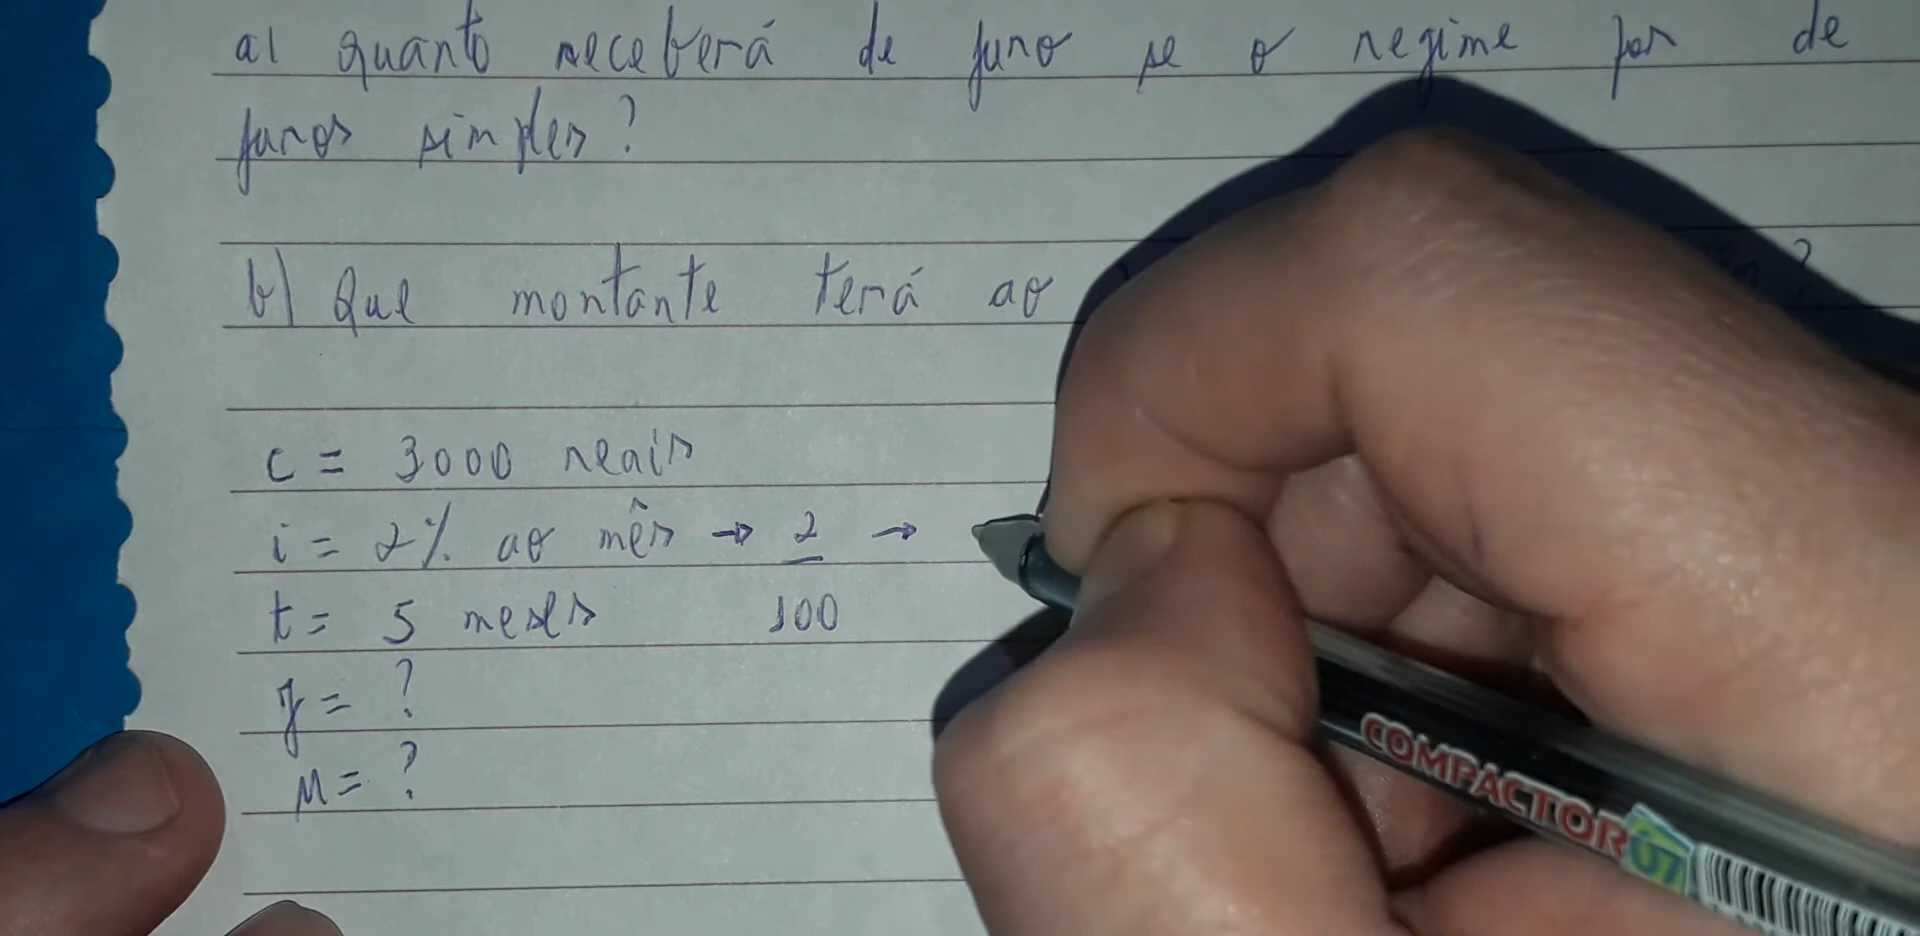 a) quanto receberá de juro se o regime for de
juros simples?
b) Que montante terá ao ?
c = 3000 reais
i = 2% ao mês → 2 →
t = 5 meses 100
j = ?
M = ?
COMPACTOR 07